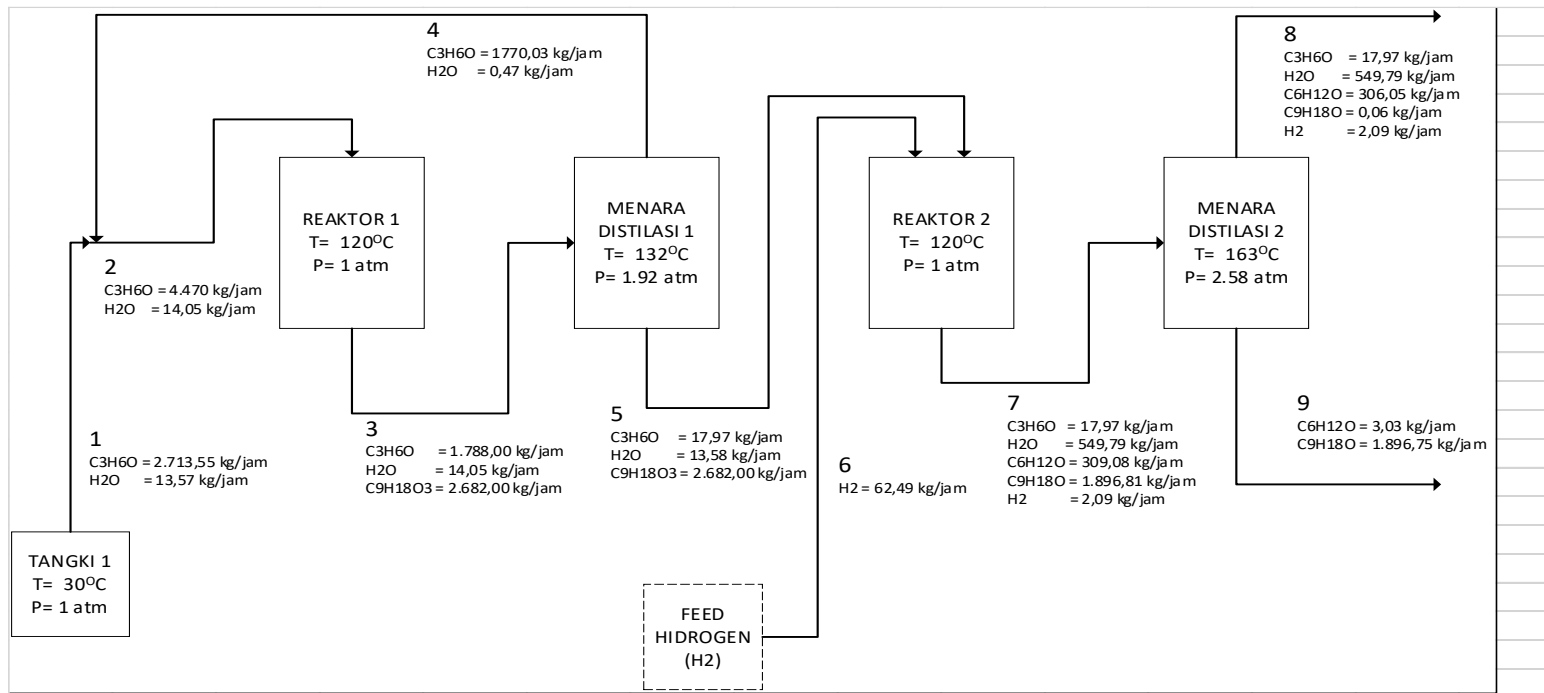 4
C3H6O = 1770,03 kg/jam
H2O = 0,47 kg/jam
8
C3H6O = 17,97 kg/jam
H2O = 549,79 kg/jam
C6H12O = 306,05 kg/jam
C9H18O = 0,06 kg/jam
H2 = 2,09 kg/jam
REAKTOR 1
T= 120OC
P= 1 atm
MENARA
DISTILASI 1
T= 132OC
P= 1.92 atm
REAKTOR 2
T= 120OC
P= 1 atm
MENARA
DISTILASI 2
T= 163OC
P= 2.58 atm
2
C3H6O = 4.470 kg/jam
H2O = 14,05 kg/jam
1
C3H6O = 2.713,55 kg/jam
H2O = 13,57 kg/jam
3
C3H6O = 1.788,00 kg/jam
H2O = 14,05 kg/jam
C9H18O3 = 2.682,00 kg/jam
5
C3H6O = 17,97 kg/jam
H2O = 13,58 kg/jam
C9H18O3 = 2.682,00 kg/jam
6
H2 = 62,49 kg/jam
7
C3H6O = 17,97 kg/jam
H2O = 549,79 kg/jam
C6H12O = 309,08 kg/jam
C9H18O = 1.896,81 kg/jam
H2 = 2,09 kg/jam
9
C6H12O = 3,03 kg/jam
C9H18O = 1.896,75 kg/jam
TANGKI 1
T= 30OC
P= 1 atm
FEED
HIDROGEN
(H2)